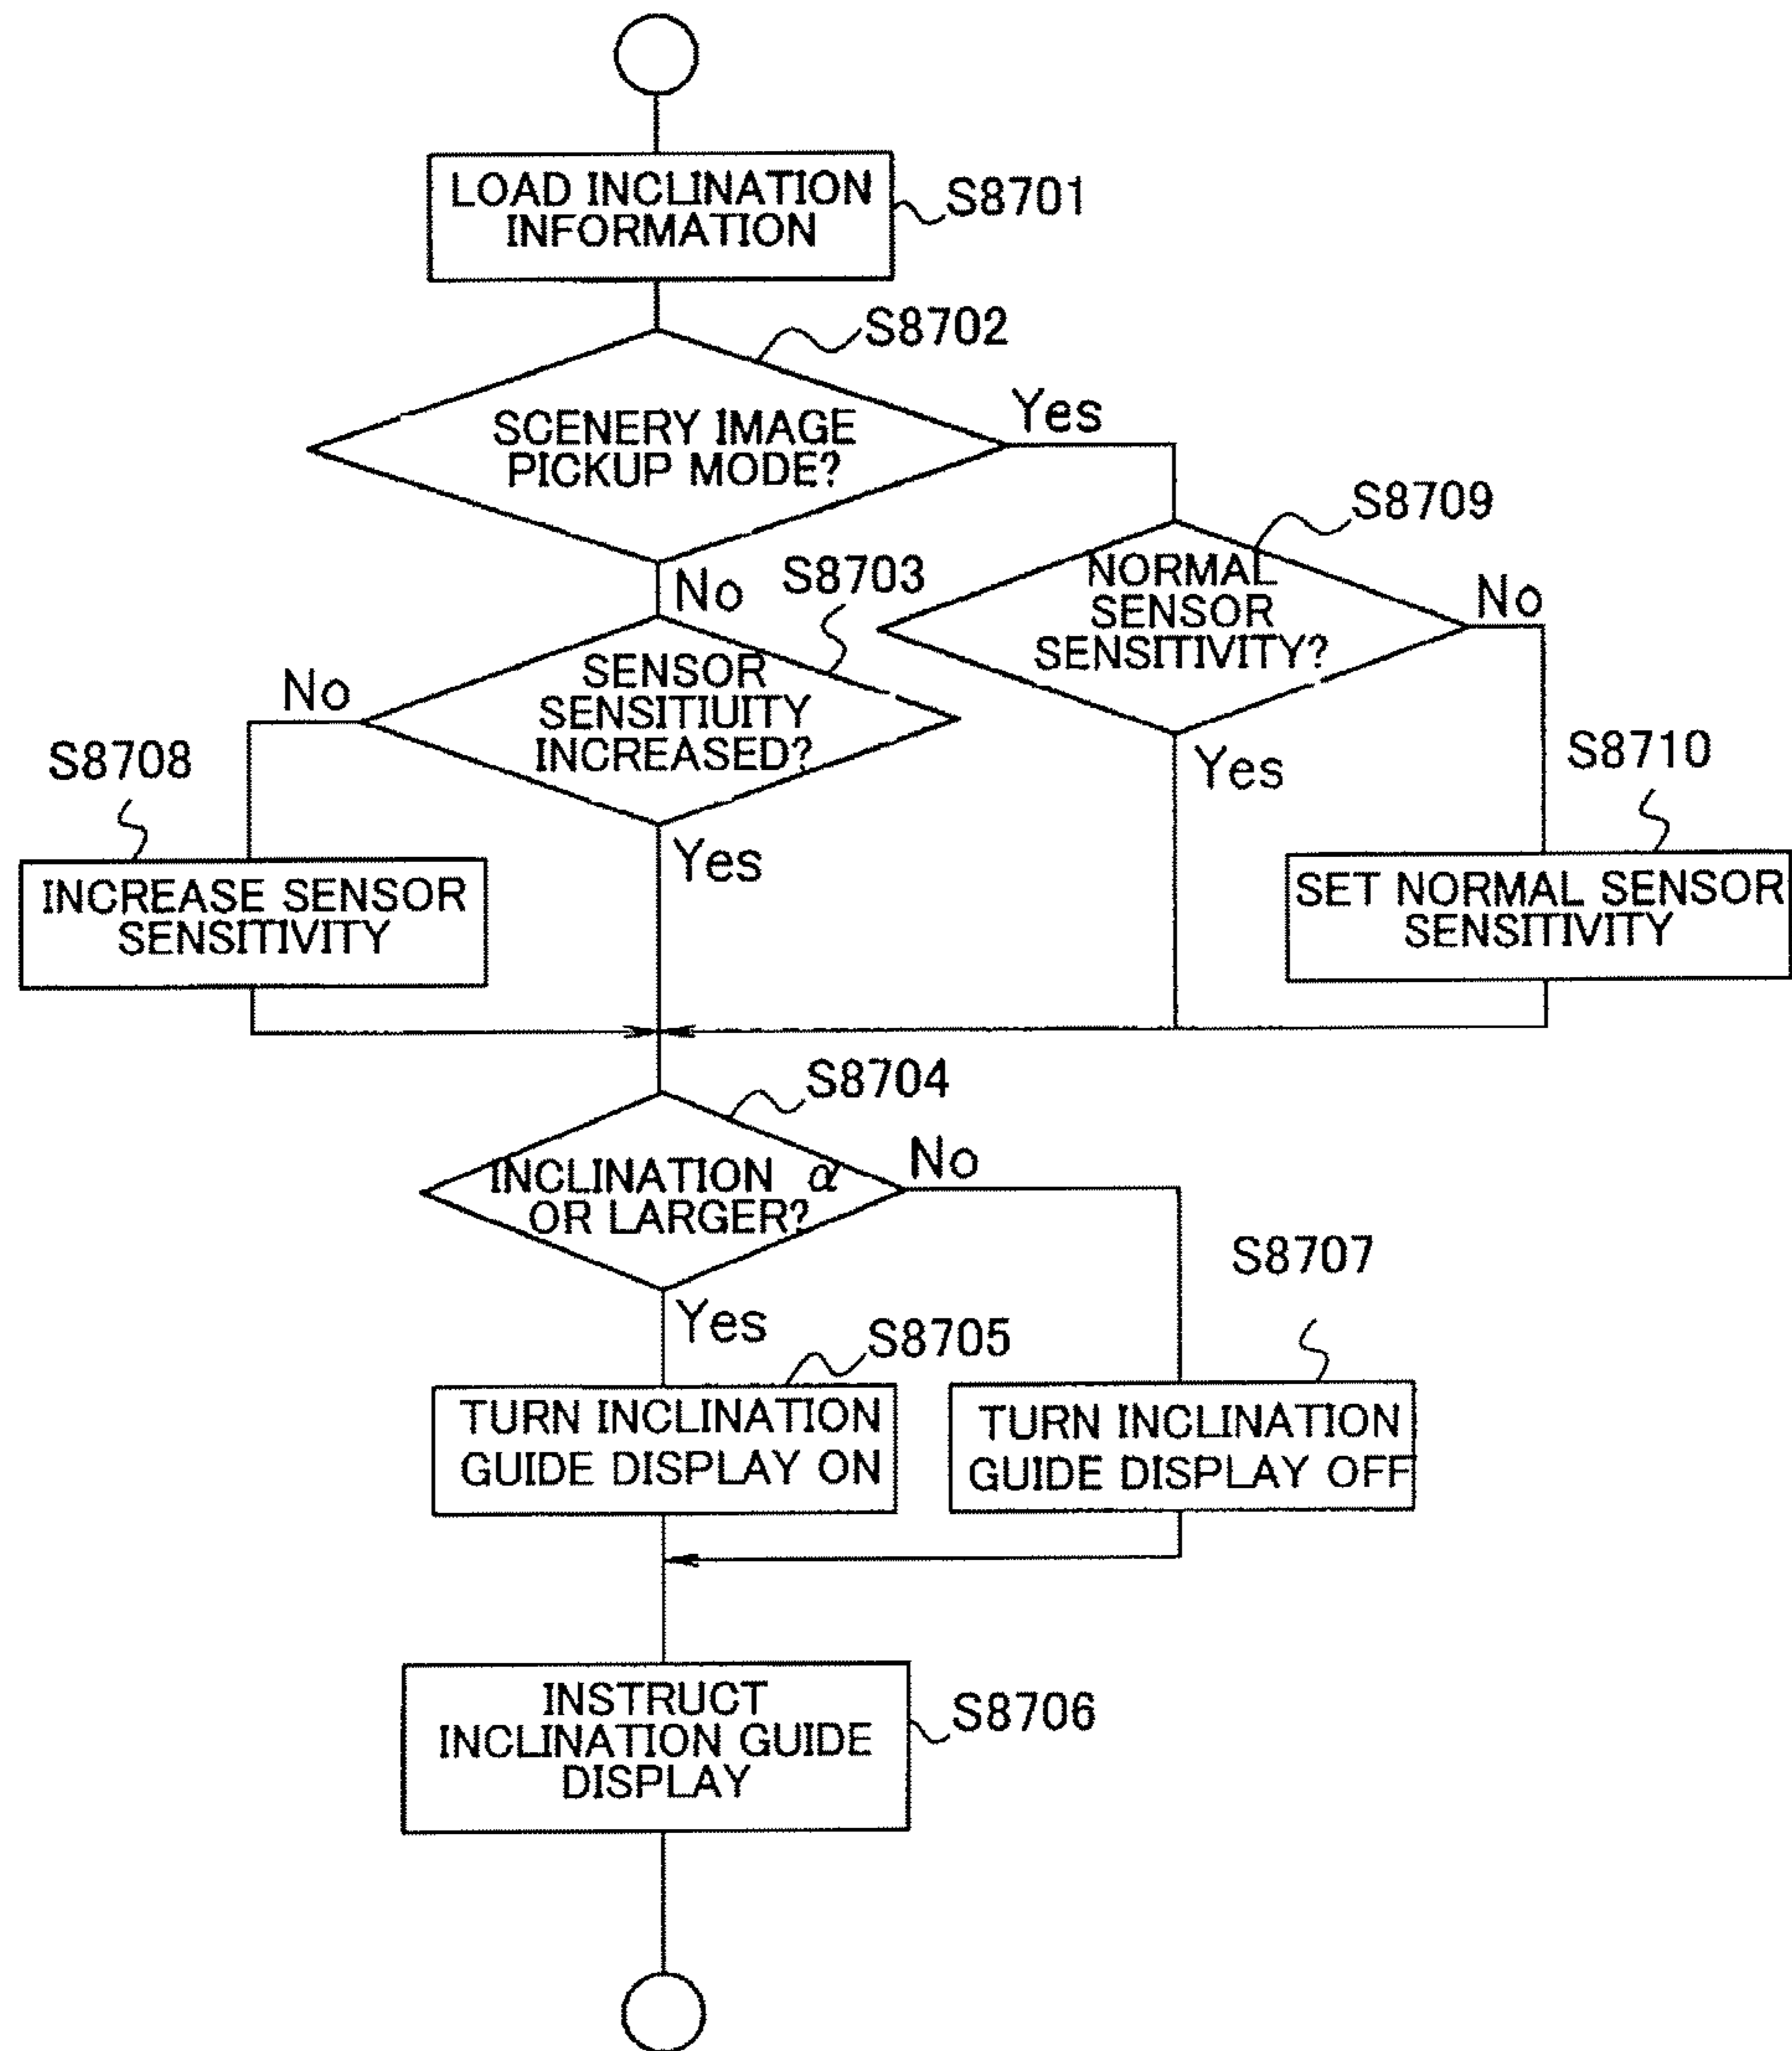 LOAD INCLINATION
INFORMATION
S8701
S8702
SCENERY IMAGE
PICKUP MODE?
Yes
No
S8703
S8709
NORMAL
SENSOR
SENSITIVITY?
No
Yes
SENSOR
SENSITIUITY
INCREASED?
No
Yes
S8708
INCREASE SENSOR
SENSITIVITY
S8710
SET NORMAL SENSOR
SENSITIVITY
S8704
INCLINATION α
OR LARGER?
No
Yes
S8705
TURN INCLINATION
GUIDE DISPLAY ON
S8707
TURN INCLINATION
GUIDE DISPLAY OFF
INSTRUCT
INCLINATION GUIDE
DISPLAY
S8706